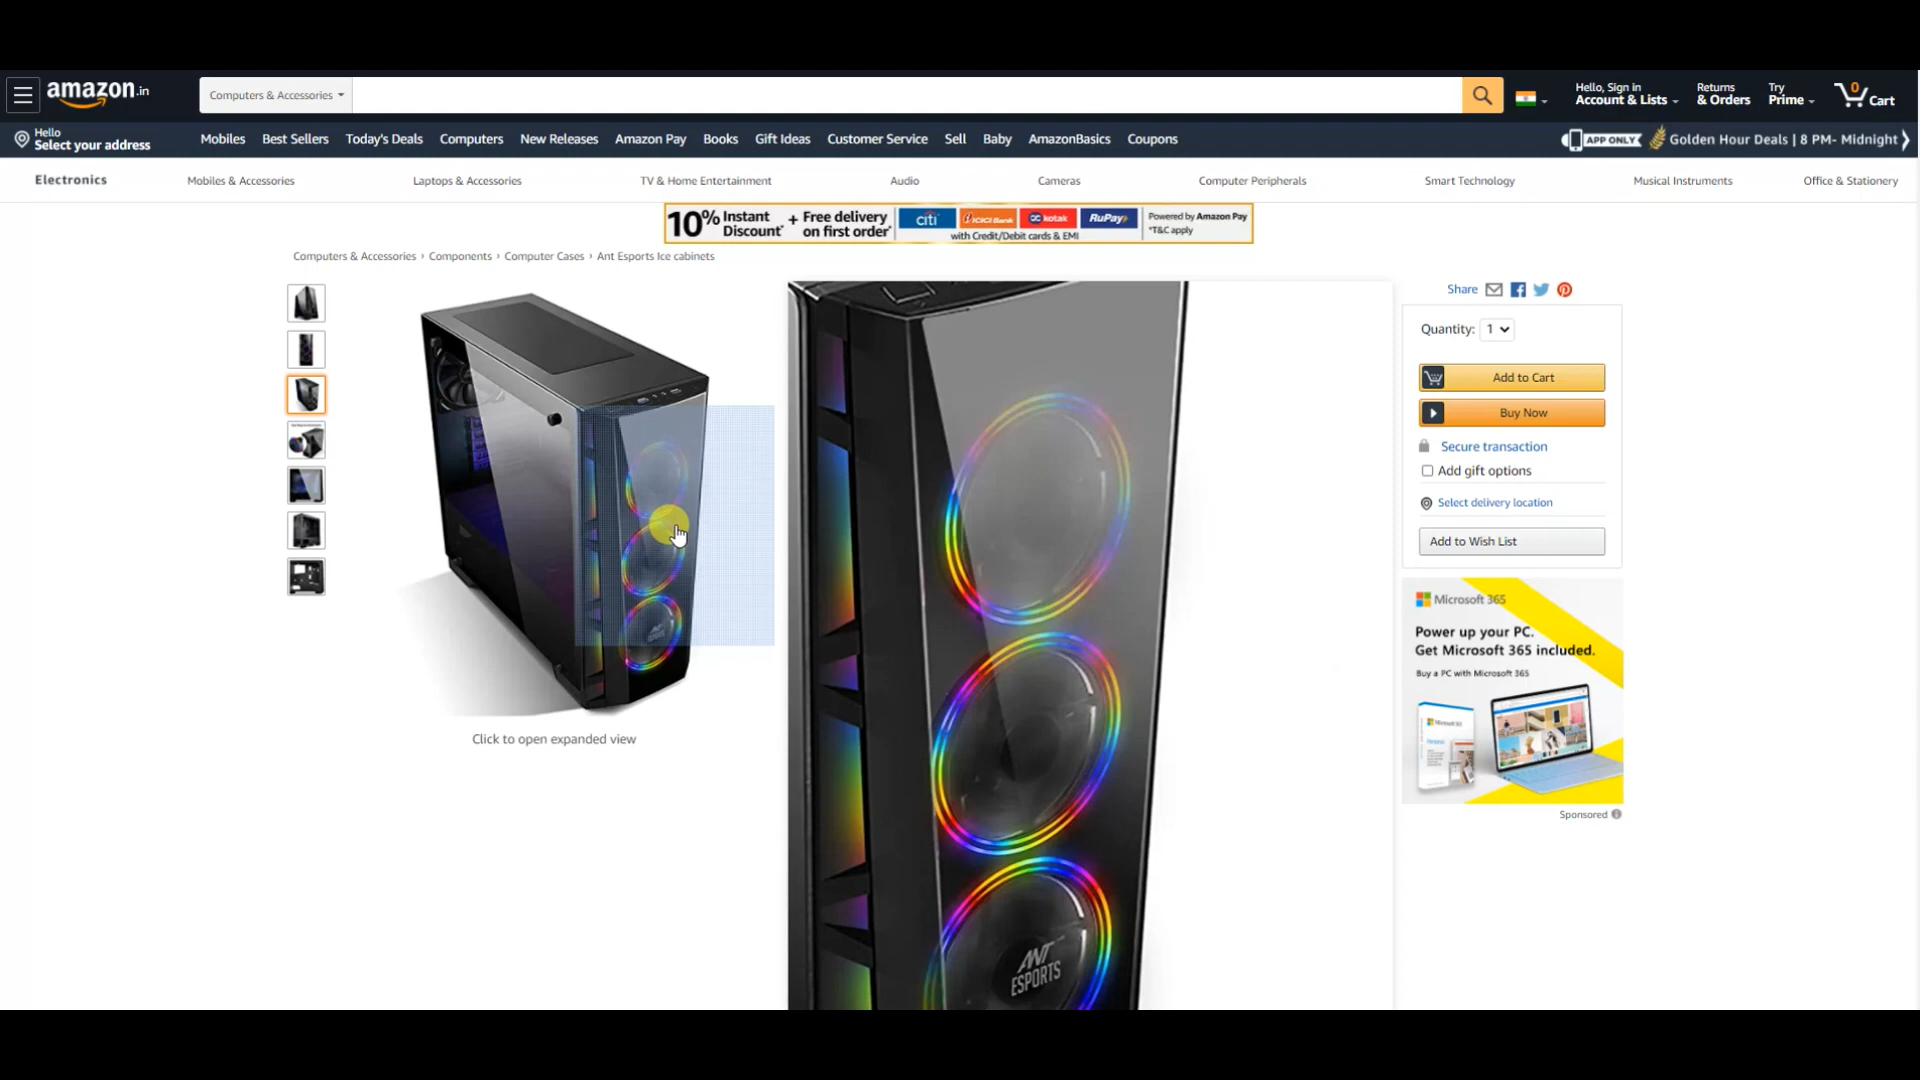 amazon.in
Computers & Accessories
Hello, Sign in
Account & Lists
Returns
& Orders
Try
Prime
0
Cart
Hello
Select your address
Mobiles
Best Sellers
Today's Deals
Computers
New Releases
Amazon Pay
Books
Gift Ideas
Customer Service
Sell
Baby
AmazonBasics
Coupons
APP ONLY
Golden Hour Deals | 8 PM- Midnight
Electronics
Mobiles & Accessories
Laptops & Accessories
TV & Home Entertainment
Audio
Cameras
Computer Peripherals
Smart Technology
Musical Instruments
Office & Stationery
10% Instant Discount* + Free delivery on first order*
citi
ICICI Bank
kotak
RuPay
with Credit/Debit cards & EMI
Powered by Amazon Pay
*T&C apply
Computers & Accessories › Components › Computer Cases › Ant Esports Ice cabinets
Share
Quantity: 1
Add to Cart
Buy Now
Secure transaction
Add gift options
Select delivery location
Add to Wish List
Click to open expanded view
ANT
ESPORTS
Microsoft 365
Power up your PC.
Get Microsoft 365 included.
Buy a PC with Microsoft 365
Sponsored